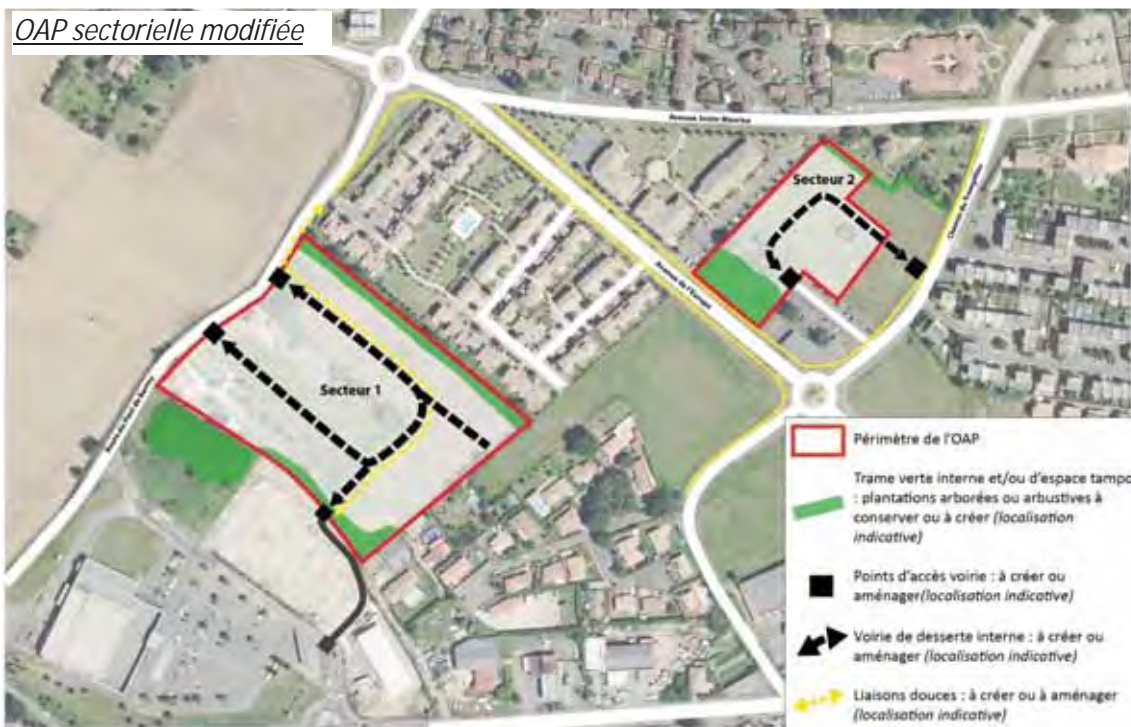 OAP sectorielle modifiée
Secteur 2
Avenue de l'Europe
Secteur 1
Périmètre de l'OAP
Trame verte interne et/ou d'espace tampo
: plantations arborées ou arbustives à
conserver ou à créer (localisation
indicative)
Points d'accès voirie : à créer ou
aménager(localisation indicative)
Voirie de desserte interne : à créer ou
aménager (localisation indicative)
Liaisons douces : à créer ou à aménager
(localisation indicative)